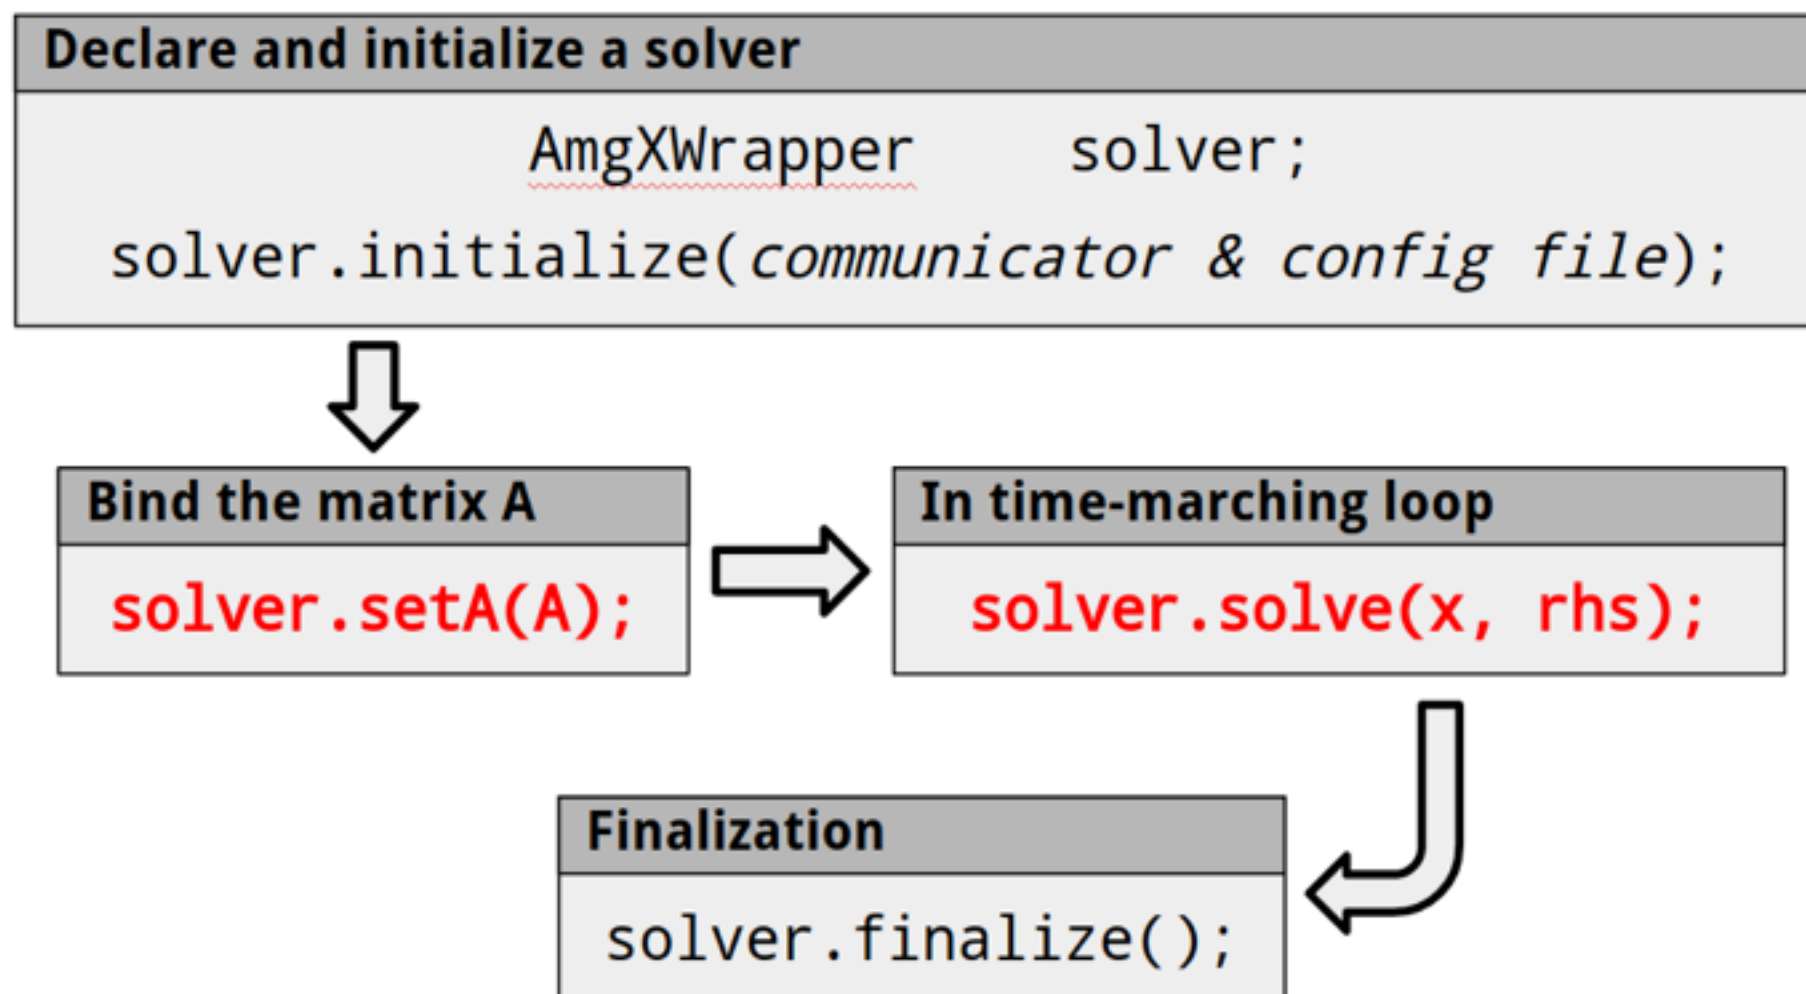 Declare and initialize a solver
AmgXWrapper solver;
solver.initialize(communicator & config file);
Bind the matrix A
solver.setA(A);
In time-marching loop
solver.solve(x, rhs);
Finalization
solver.finalize();